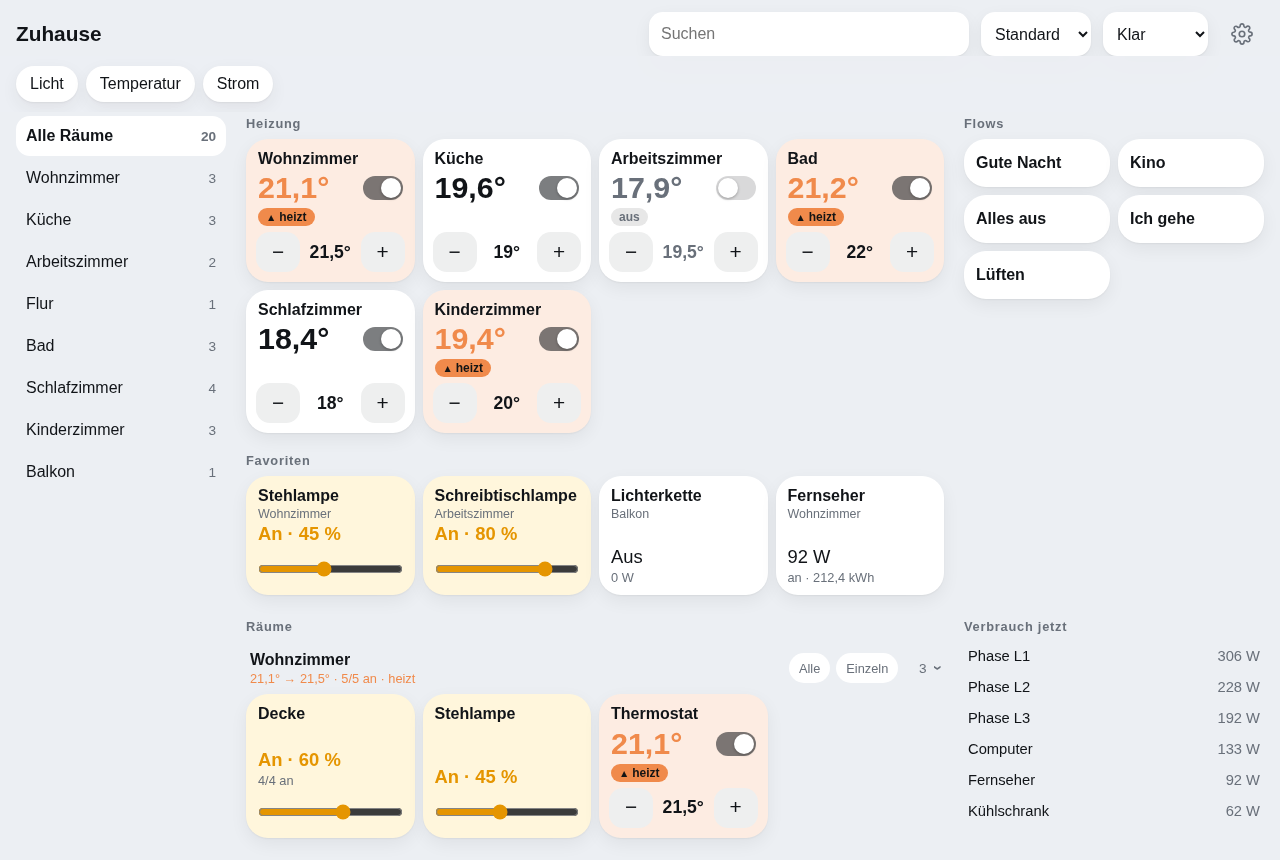 Zuhause
Suchen
Standard
Klar
Licht
Temperatur
Strom
Alle Räume 20
Wohnzimmer 3
Küche 3
Arbeitszimmer 2
Flur 1
Bad 3
Schlafzimmer 4
Kinderzimmer 3
Balkon 1
Heizung
Wohnzimmer
21,1°
▲ heizt
− 21,5° +
Küche
19,6°
− 19° +
Arbeitszimmer
17,9°
aus
− 19,5° +
Bad
21,2°
▲ heizt
− 22° +
Schlafzimmer
18,4°
− 18° +
Kinderzimmer
19,4°
▲ heizt
− 20° +
Flows
Gute Nacht
Kino
Alles aus
Ich gehe
Lüften
Favoriten
Stehlampe
Wohnzimmer
An · 45 %
Schreibtischlampe
Arbeitszimmer
An · 80 %
Lichterkette
Balkon
Aus
0 W
Fernseher
Wohnzimmer
92 W
an · 212,4 kWh
Räume
Wohnzimmer
21,1° → 21,5° · 5/5 an · heizt
Alle
Einzeln
3
Decke
An · 60 %
4/4 an
Stehlampe
An · 45 %
Thermostat
21,1°
▲ heizt
− 21,5° +
Verbrauch jetzt
Phase L1 306 W
Phase L2 228 W
Phase L3 192 W
Computer 133 W
Fernseher 92 W
Kühlschrank 62 W